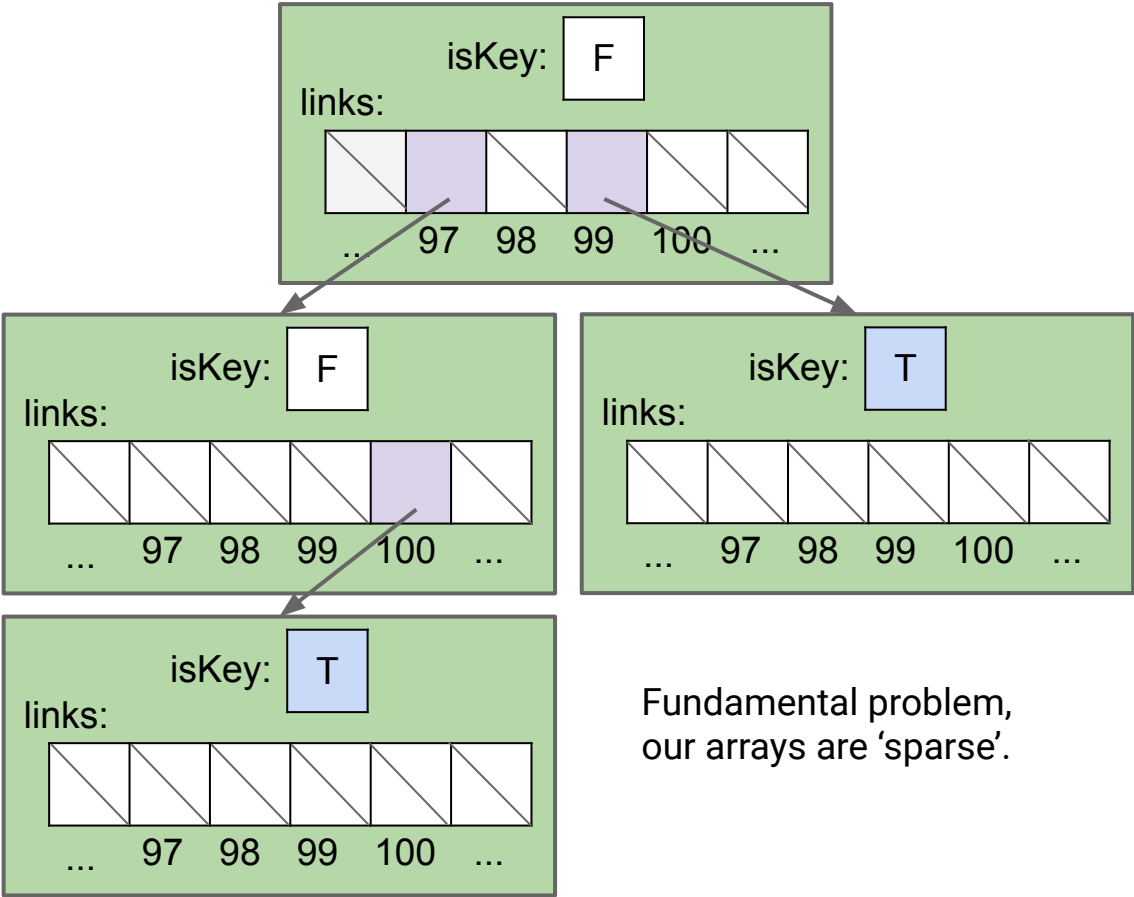 isKey: F
links:
... 97 98 99 100 ...
isKey: F
links:
... 97 98 99 100 ...
isKey: T
links:
... 97 98 99 100 ...
isKey: T
links:
... 97 98 99 100 ...
Fundamental problem,
our arrays are ‘sparse’.